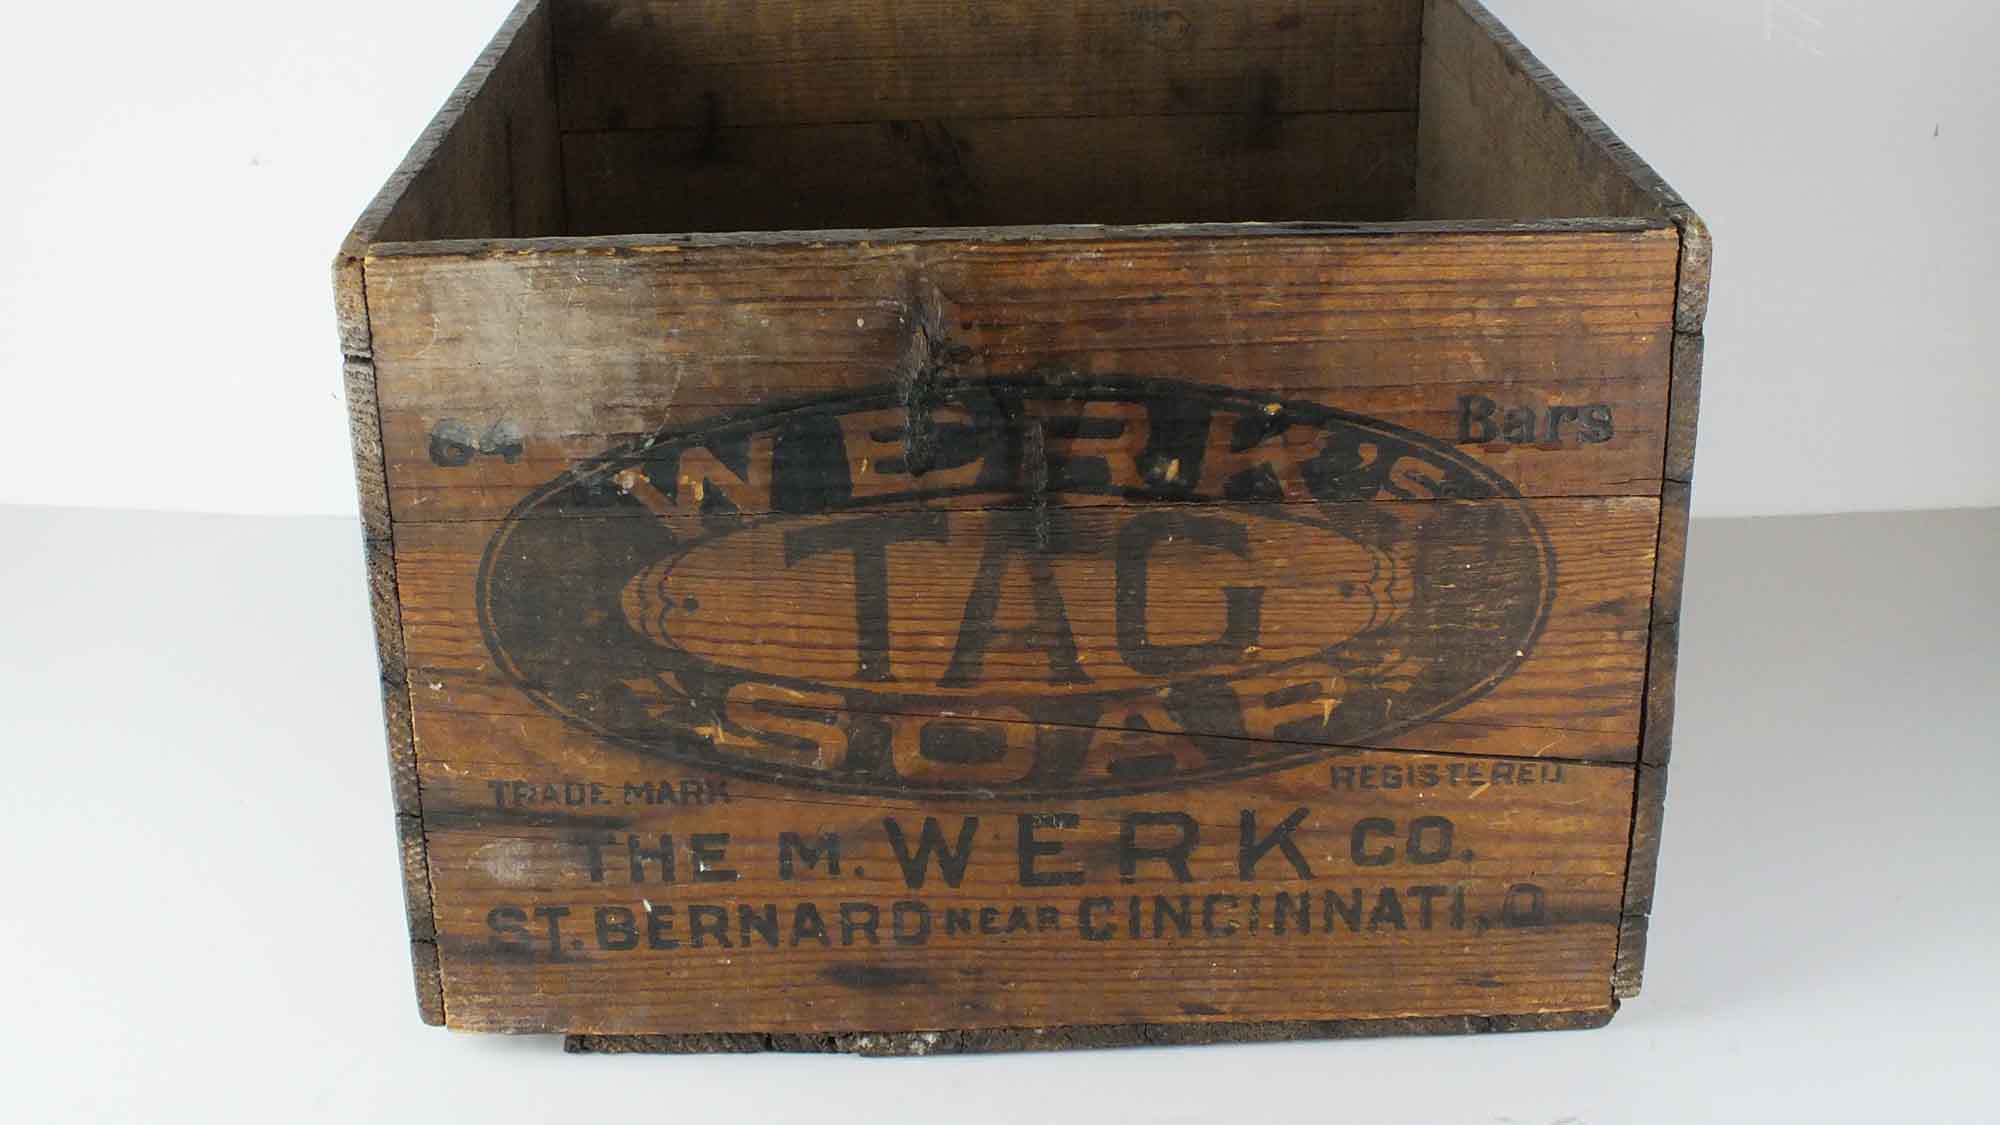 64 Bars
WERK'S
TAG
SOAP
TRADE MARK REGISTERED
THE M. WERK CO.
ST. BERNARD NEAR CINCINNATI, O